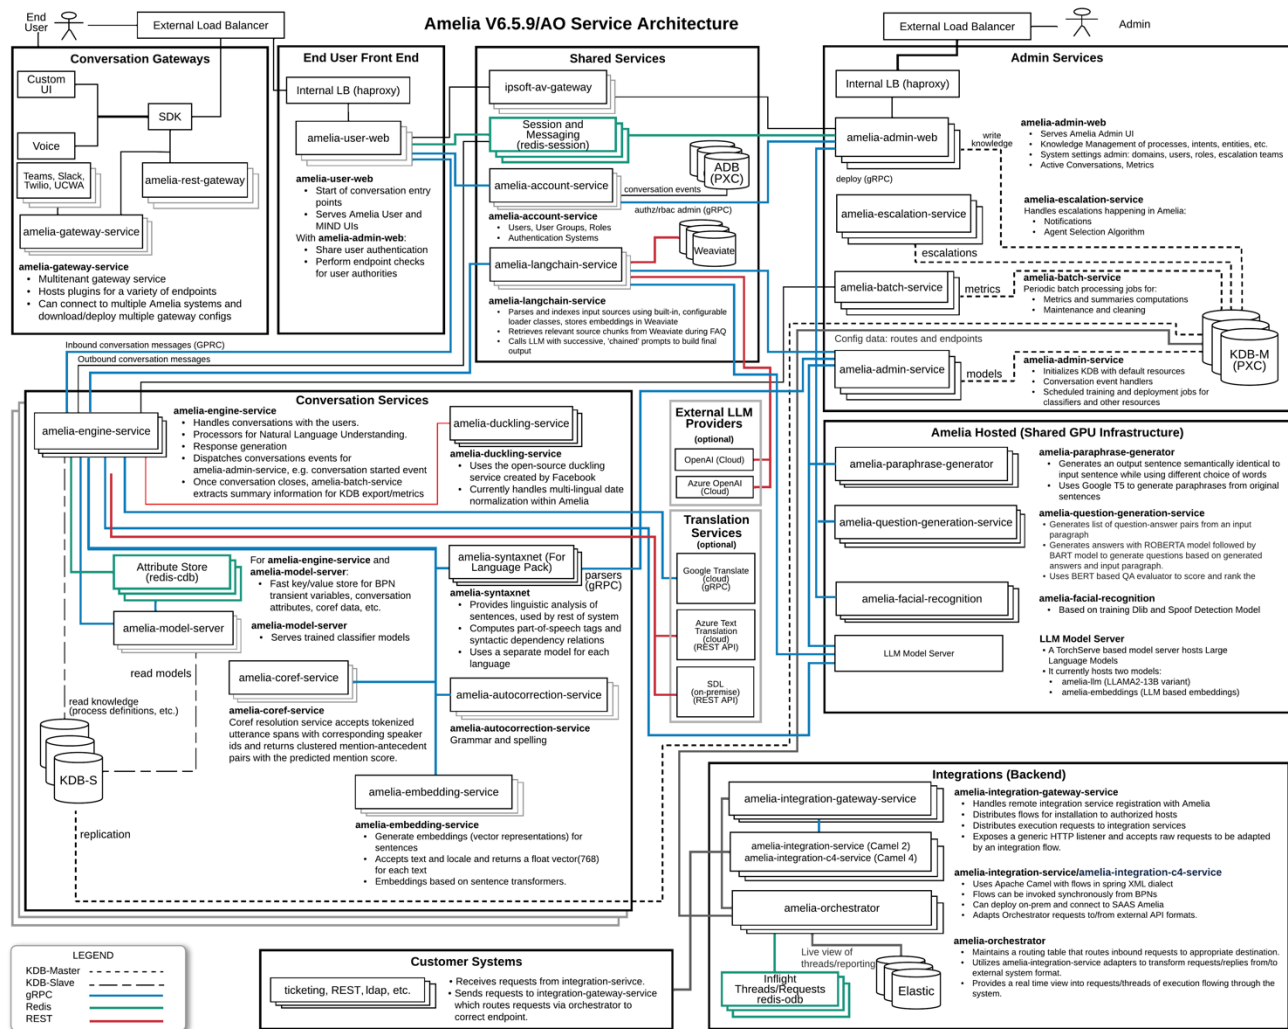 Amelia V6.5.9/AO Service Architecture
End
User
External Load Balancer
External Load Balancer
Admin
Conversation Gateways
Custom
UI
SDK
Voice
Teams, Slack,
Twilio, UCWA
amelia-rest-gateway
amelia-gateway-service
amelia-gateway-service
• Multitenant gateway service
• Hosts plugins for a variety of endpoints
• Can connect to multiple Amelia systems and
download/deploy multiple gateway configs
End User Front End
Internal LB (haproxy)
amelia-user-web
amelia-user-web
• Start of conversation entry
points
• Serves Amelia User and
MIND UIs
With amelia-admin-web:
• Share user authentication
• Perform endpoint checks
for user authorities
Shared Services
ipsoft-av-gateway
Session and
Messaging
(redis-session)
ADB
(PXC)
amelia-account-service
conversation events
authz/rbac admin (gRPC)
amelia-account-service
• Users, User Groups, Roles
• Authentication Systems
Weaviate
amelia-langchain-service
amelia-langchain-service
• Parses and indexes input sources using built-in, configurable
loader classes, stores embeddings in Weaviate
• Retrieves relevant source chunks from Weaviate during FAQ
• Calls LLM with successive, 'chained' prompts to build final
output
Admin Services
Internal LB (haproxy)
amelia-admin-web
write
knowledge
deploy (gRPC)
amelia-admin-web
• Serves Amelia Admin UI
• Knowledge Management of processes, intents, entities, etc.
• System settings admin: domains, users, roles, escalation teams
• Active Conversations, Metrics
amelia-escalation-service
escalations
amelia-escalation-service
Handles escalations happening in Amelia:
• Notifications
• Agent Selection Algorithm
amelia-batch-service
metrics
amelia-batch-service
Periodic batch processing jobs for:
• Metrics and summaries computations
• Maintenance and cleaning
Config data: routes and endpoints
KDB-M
(PXC)
amelia-admin-service
models
amelia-admin-service
• Initializes KDB with default resources
• Conversation event handlers
• Scheduled training and deployment jobs for
classifiers and other resources
Inbound conversation messages (GPRC)
Outbound conversation messages
Conversation Services
amelia-engine-service
amelia-engine-service
• Handles conversations with the users.
• Processors for Natural Language Understanding.
• Response generation
• Dispatches conversations events for
amelia-admin-service, e.g. conversation started event
• Once conversation closes, amelia-batch-service
extracts summary information for KDB export/metrics
amelia-duckling-service
amelia-duckling-service
• Uses the open-source duckling
service created by Facebook
• Currently handles multi-lingual date
normalization within Amelia
Attribute Store
(redis-cdb)
For amelia-engine-service and
amelia-model-server:
• Fast key/value store for BPN
transient variables, conversation
attributes, coref data, etc.
amelia-model-server
amelia-model-server
• Serves trained classifier models
read models
amelia-syntaxnet (For
Language Pack)
parsers
(gRPC)
amelia-syntaxnet
• Provides linguistic analysis of
sentences, used by rest of system
• Computes part-of-speech tags and
syntactic dependency relations
• Uses a separate model for each
language
amelia-coref-service
amelia-coref-service
Coref resolution service accepts tokenized
utterance spans with corresponding speaker
ids and returns clustered mention-antecedent
pairs with the predicted mention score.
amelia-autocorrection-service
amelia-autocorrection-service
Grammar and spelling
read knowledge
(process definitions, etc.)
KDB-S
replication
amelia-embedding-service
amelia-embedding-service
• Generate embeddings (vector representations) for
sentences
• Accepts text and locale and returns a float vector(768)
for each text
• Embeddings based on sentence transformers.
External LLM
Providers
(optional)
OpenAI (Cloud)
Azure OpenAI
(Cloud)
Translation
Services
(optional)
Google Translate
(cloud)
(gRPC)
Azure Text
Translation
(cloud)
(REST API)
SDL
(on-premise)
(REST API)
Amelia Hosted (Shared GPU Infrastructure)
amelia-paraphrase-generator
amelia-paraphrase-generator
• Generates an output sentence semantically identical to
input sentence while using different choice of words
• Uses Google T5 to generate paraphrases from original
sentences
amelia-question-generation-service
amelia-question-generation-service
• Generates list of question-answer pairs from an input
paragraph
• Generates answers with ROBERTA model followed by
BART model to generate questions based on generated
answers and input paragraph.
• Uses BERT based QA evaluator to score and rank the
amelia-facial-recognition
amelia-facial-recognition
• Based on training Dlib and Spoof Detection Model
LLM Model Server
LLM Model Server
• A TorchServe based model server hosts Large
Language Models
• It currently hosts two models:
• amelia-llm (LLAMA2-13B variant)
• amelia-embeddings (LLM based embeddings)
Integrations (Backend)
amelia-integration-gateway-service
amelia-integration-gateway-service
• Handles remote integration service registration with Amelia
• Distributes flows for installation to authorized hosts
• Distributes execution requests to integration services
• Exposes a generic HTTP listener and accepts raw requests to be adapted
by an integration flow.
amelia-integration-service (Camel 2)
amelia-integration-c4-service (Camel 4)
amelia-integration-service/amelia-integration-c4-service
• Uses Apache Camel with flows in spring XML dialect
• Flows can be invoked synchronously from BPNs
• Can deploy on-prem and connect to SAAS Amelia
• Adapts Orchestrator requests to/from external API formats.
amelia-orchestrator
amelia-orchestrator
• Maintains a routing table that routes inbound requests to appropriate destination.
• Utilizes amelia-integration-service adapters to transform requests/replies from/to
external system format.
• Provides a real time view into requests/threads of execution flowing through the
system.
Live view of
threads/reporting
Inflight
Threads/Requests
redis-odb
Elastic
LEGEND
KDB-Master
KDB-Slave
gRPC
Redis
REST
Customer Systems
ticketing, REST, ldap, etc.
• Receives requests from integration-serivce.
• Sends requests to integration-gateway-service
which routes requests via orchestrator to
correct endpoint.